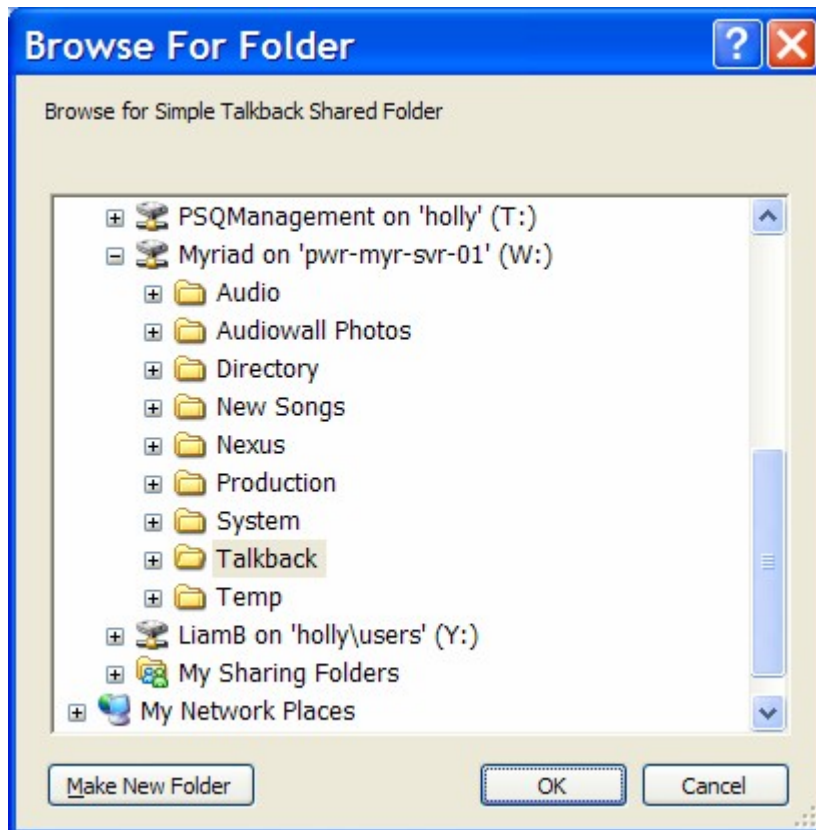 Browse For Folder
Browse for Simple Talkback Shared Folder
PSQManagement on 'holly' (T:)
Myriad on 'pwr-myr-svr-01' (W:)
Audio
Audiowall Photos
Directory
New Songs
Nexus
Production
System
Talkback
Temp
LiamB on 'holly\users' (Y:)
My Sharing Folders
My Network Places
Make New Folder OK Cancel